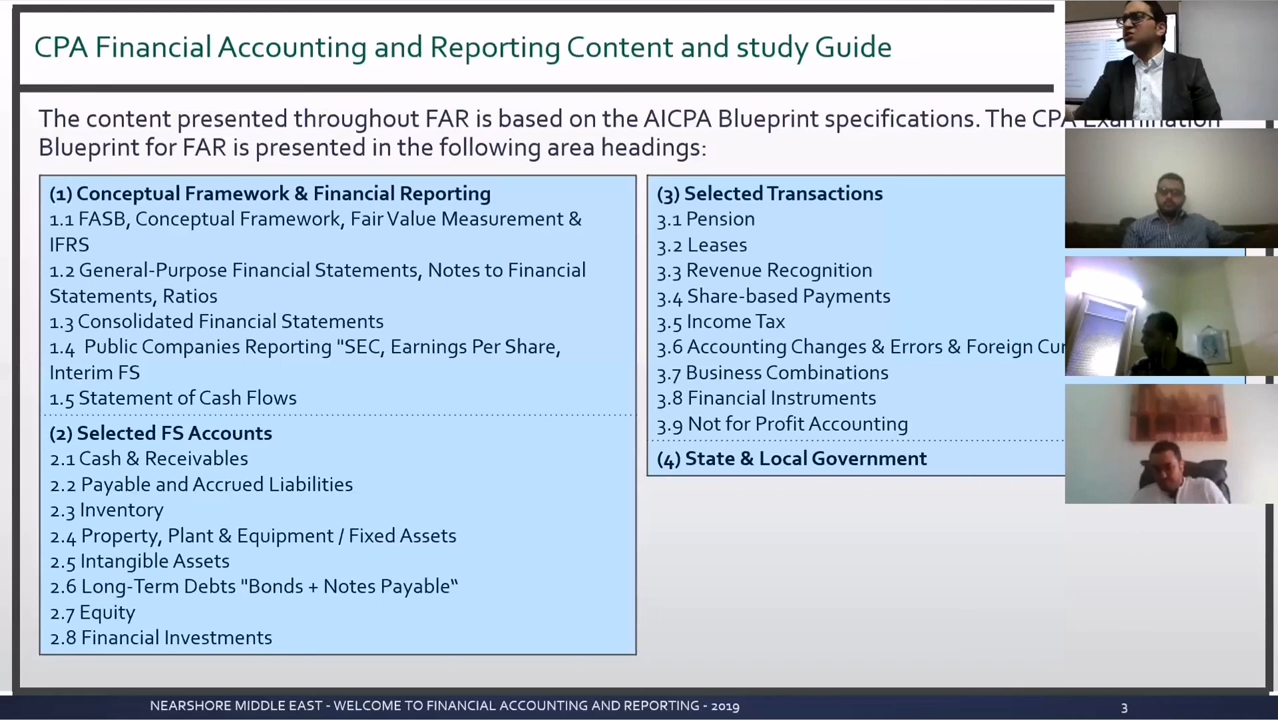 CPA Financial Accounting and Reporting Content and study Guide
The content presented throughout FAR is based on the AICPA Blueprint specifications. The CPA Examination
Blueprint for FAR is presented in the following area headings:
(1) Conceptual Framework & Financial Reporting
1.1 FASB, Conceptual Framework, Fair Value Measurement &
IFRS
1.2 General-Purpose Financial Statements, Notes to Financial
Statements, Ratios
1.3 Consolidated Financial Statements
1.4 Public Companies Reporting "SEC, Earnings Per Share,
Interim FS
1.5 Statement of Cash Flows
(2) Selected FS Accounts
2.1 Cash & Receivables
2.2 Payable and Accrued Liabilities
2.3 Inventory
2.4 Property, Plant & Equipment / Fixed Assets
2.5 Intangible Assets
2.6 Long-Term Debts "Bonds + Notes Payable“
2.7 Equity
2.8 Financial Investments
(3) Selected Transactions
3.1 Pension
3.2 Leases
3.3 Revenue Recognition
3.4 Share-based Payments
3.5 Income Tax
3.6 Accounting Changes & Errors & Foreign
3.7 Business Combinations
3.8 Financial Instruments
3.9 Not for Profit Accounting
(4) State & Local Government
NEARSHORE MIDDLE EAST - WELCOME TO FINANCIAL ACCOUNTING AND REPORTING - 2019
3